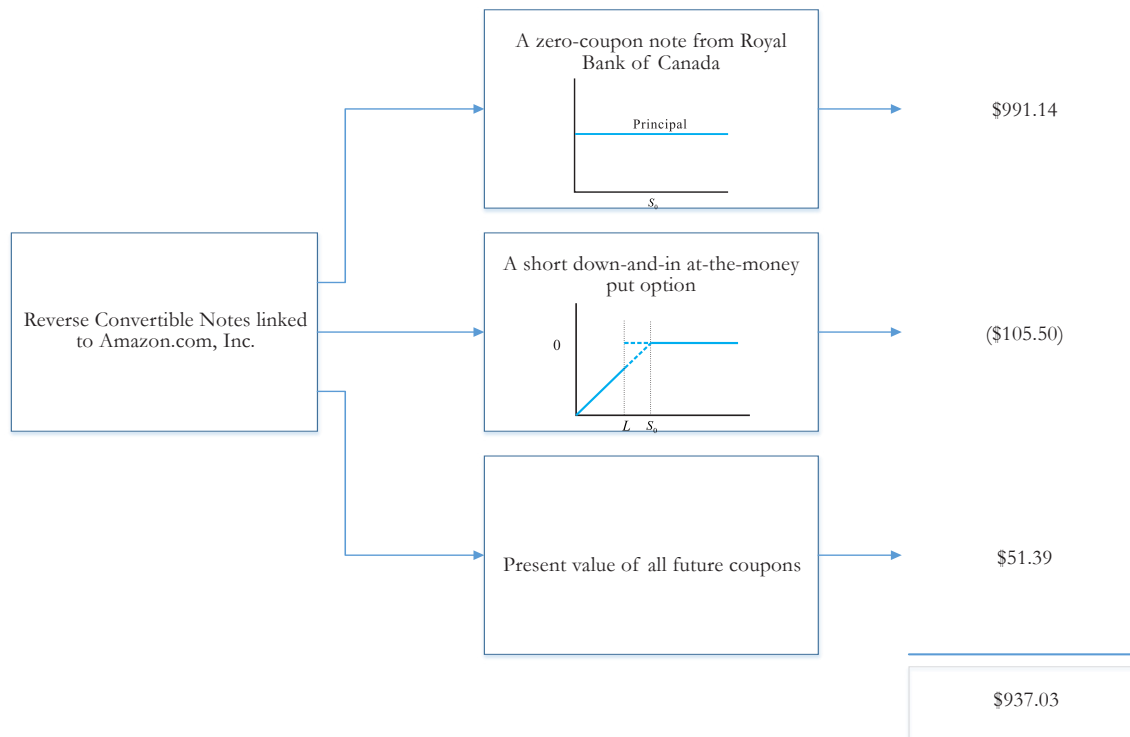 A zero-coupon note from Royal
Bank of Canada
Principal
S₀
$991.14
Reverse Convertible Notes linked
to Amazon.com, Inc.
A short down-and-in at-the-money
put option
0
L S₀
($105.50)
Present value of all future coupons
$51.39
$937.03